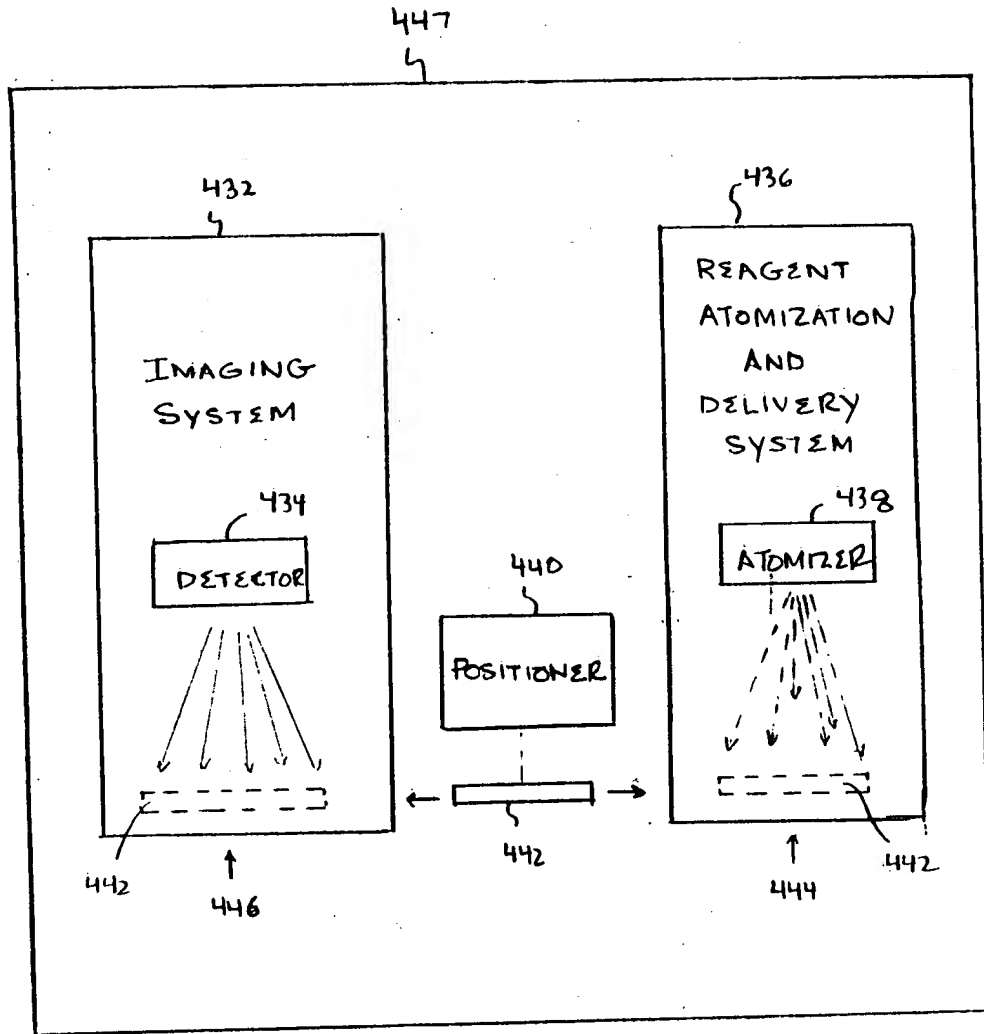 447
432
436
IMAGING
SYSTEM
REAGENT
ATOMIZATION
AND
DELIVERY
SYSTEM
434
DETECTOR
440
POSITIONER
438
ATOMIZER
442
446
442
444
442